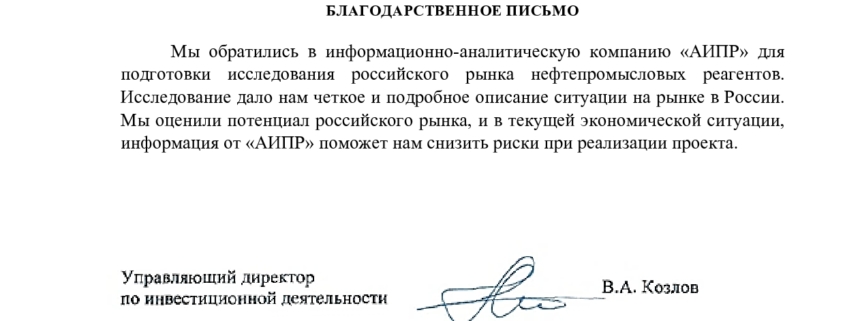 БЛАГОДАРСТВЕННОЕ ПИСЬМО
Мы обратились в информационно-аналитическую компанию «АИПР» для
подготовки исследования российского рынка нефтепромысловых реагентов.
Исследование дало нам четкое и подробное описание ситуации на рынке в России.
Мы оценили потенциал российского рынка, и в текущей экономической ситуации,
информация от «АИПР» поможет нам снизить риски при реализации проекта.
Управляющий директор
по инвестиционной деятельности
В.А. Козлов